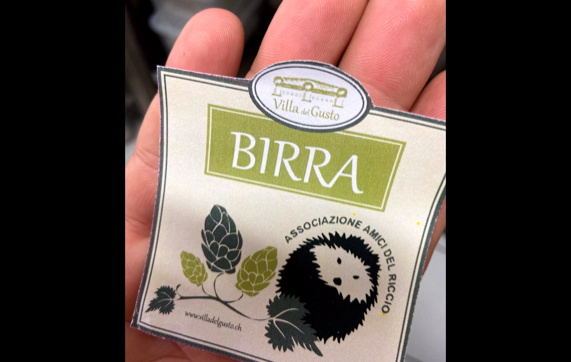 Villa del Gusto
BIRRA
ASSOCIAZIONE AMICI DEL RICCIO
www.villadelgusto.ch